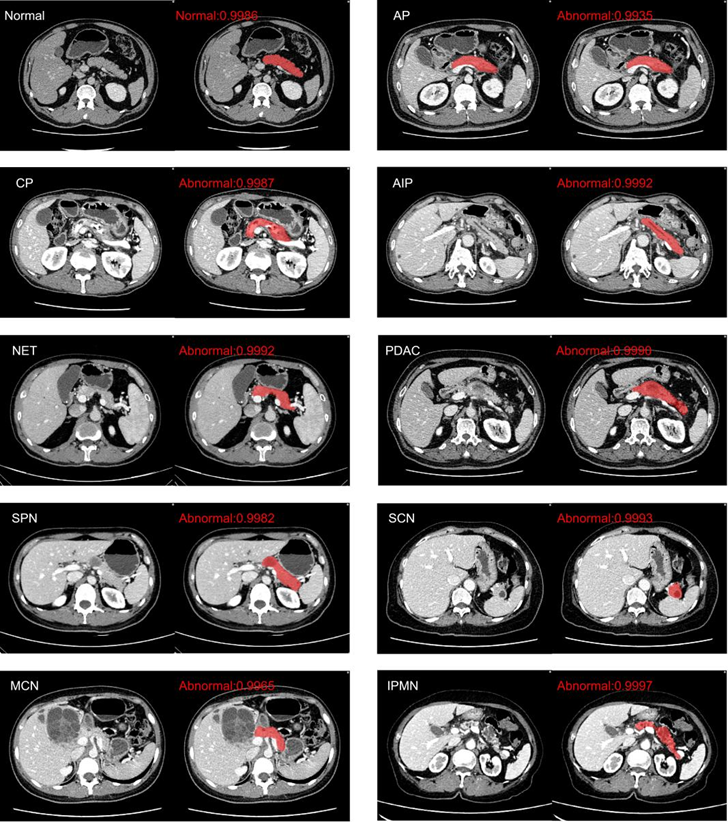 Normal
Normal:0.9986
AP
Abnormal:0.9935
CP
Abnormal:0.9987
AIP
Abnormal:0.9992
NET
Abnormal:0.9992
PDAC
Abnormal:0.9990
SPN
Abnormal:0.9982
SCN
Abnormal:0.9993
MCN
Abnormal:0.9965
IPMN
Abnormal:0.9997